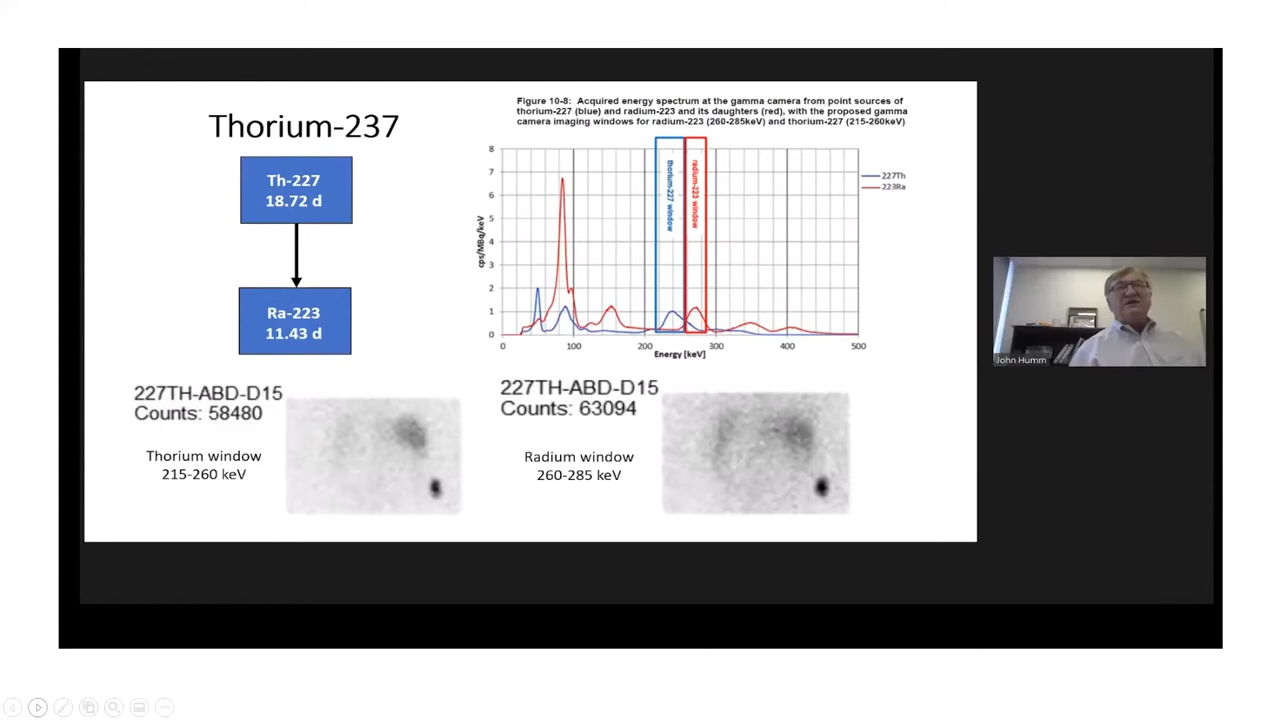 Thorium-237
Th-227
18.72 d
Ra-223
11.43 d
Figure 10-8: Acquired energy spectrum at the gamma camera from point sources of
thorium-227 (blue) and radium-223 and its daughters (red), with the proposed gamma
camera imaging windows for radium-223 (260-285keV) and thorium-227 (215-260keV)
cps/MBq/keV
8
7
6
5
4
3
2
1
0
thorium-227 window
radium-223 window
227Th
223Ra
0 100 200 300 400 500
Energy [keV]
227TH-ABD-D15
Counts: 58480
Thorium window
215-260 keV
227TH-ABD-D15
Counts: 63094
Radium window
260-285 keV
John Humm